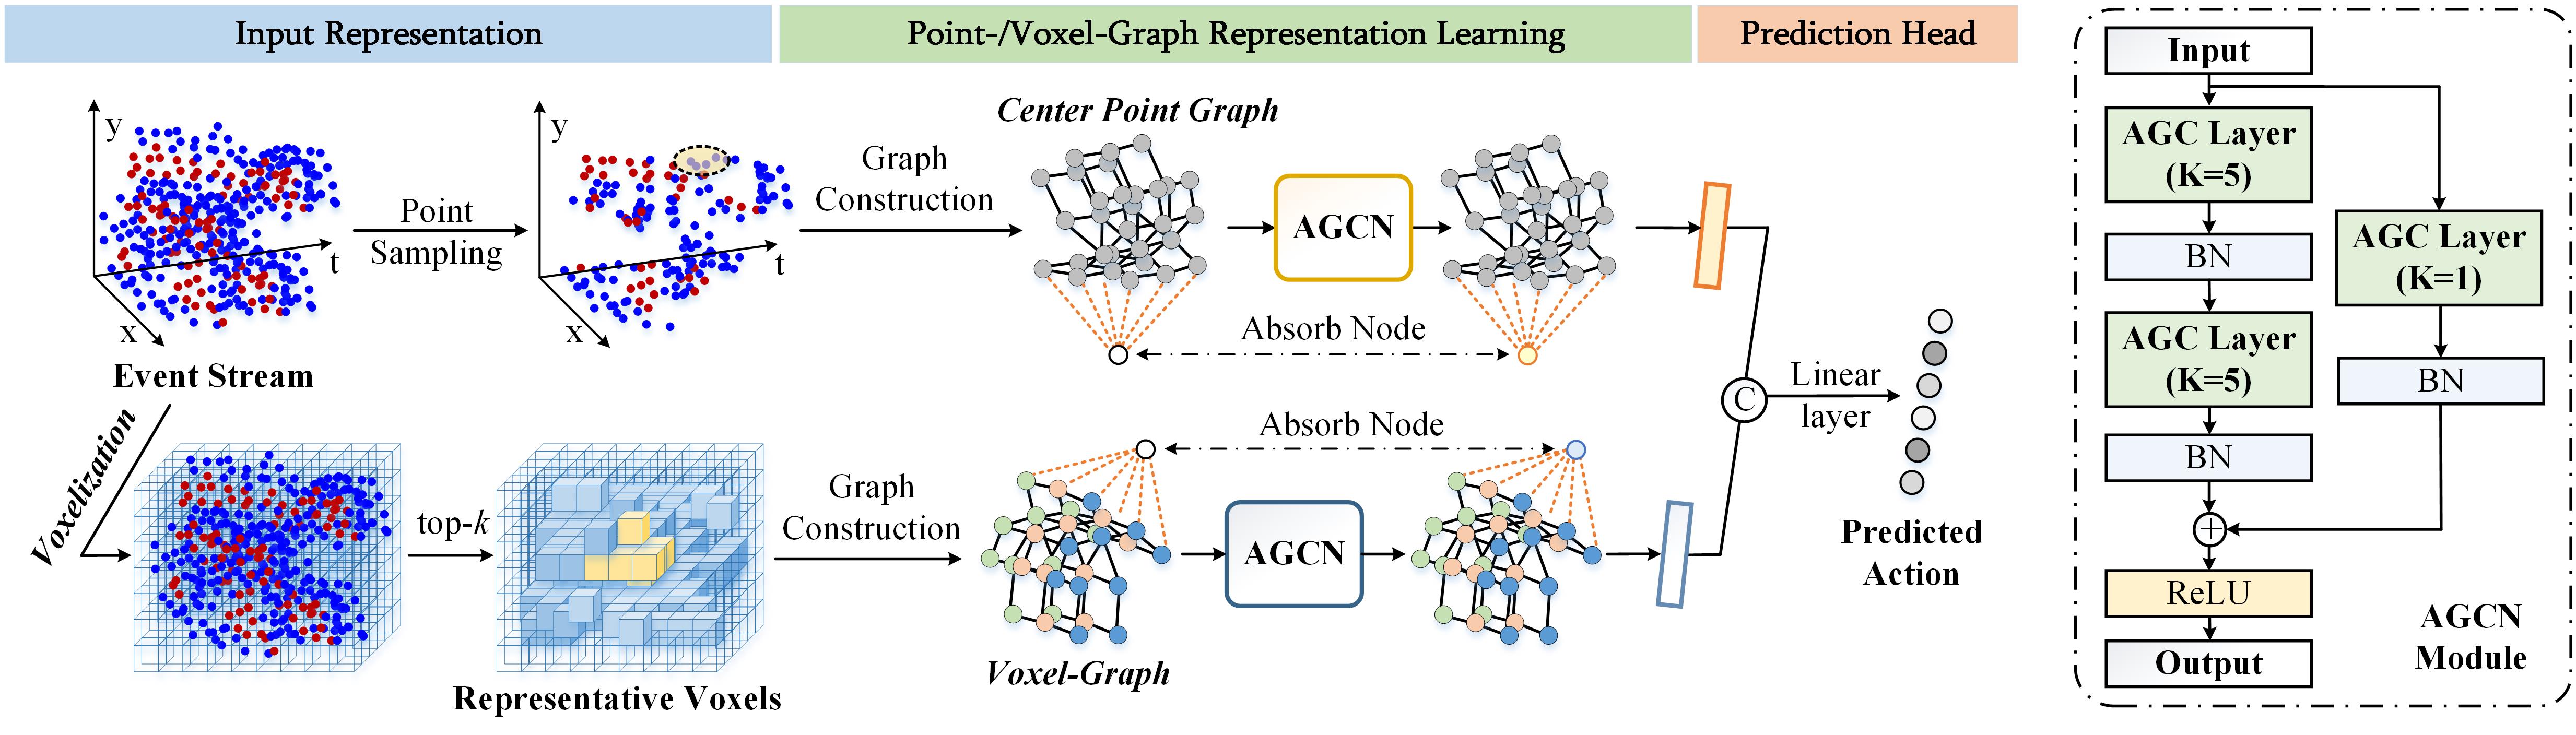 Input Representation
Point-/Voxel-Graph Representation Learning
Prediction Head
y
t
x
Event Stream
Point
Sampling
y
t
x
Graph
Construction
Center Point Graph
AGCN
Absorb Node
Voxelization
top-k
Representative Voxels
Graph
Construction
Absorb Node
AGCN
Voxel-Graph
C
Linear
layer
Predicted
Action
Input
AGC Layer
(K=5)
BN
AGC Layer
(K=5)
BN
AGC Layer
(K=1)
BN
+
ReLU
Output
AGCN
Module